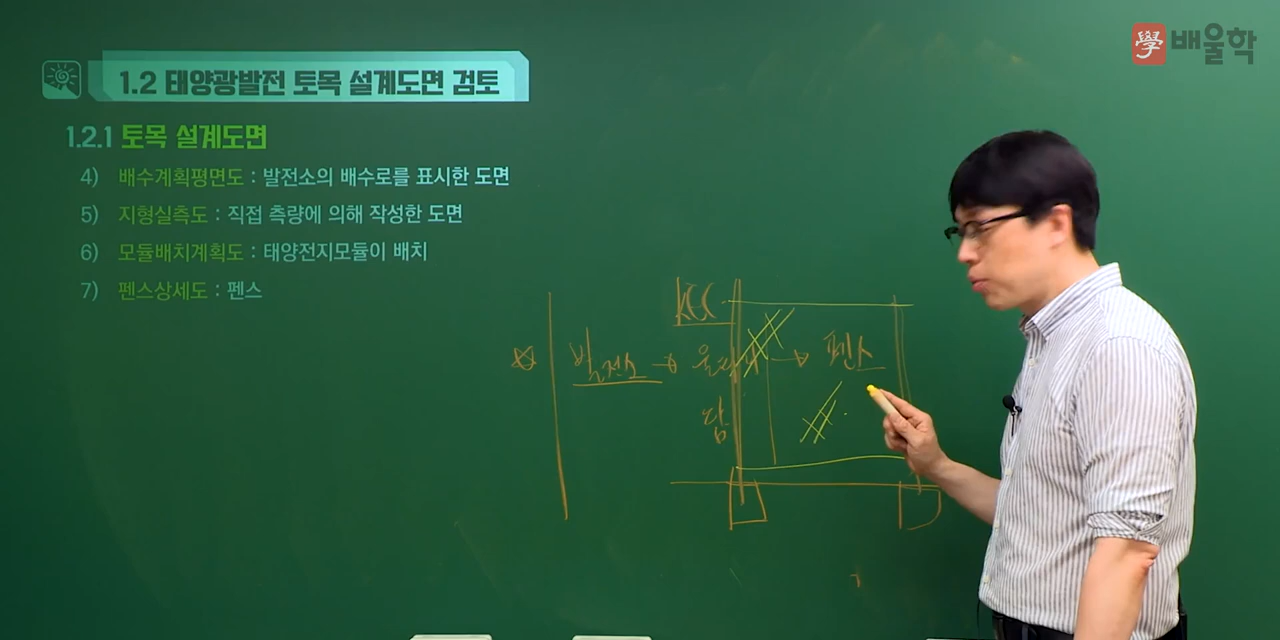 學 배울학
1.2 태양광발전 토목 설계도면 검토
1.2.1 토목 설계도면
4) 배수계획평면도 : 발전소의 배수로를 표시한 도면
5) 지형실측도 : 직접 측량에 의해 작성한 도면
6) 모듈배치계획도 : 태양전지모듈이 배치
7) 펜스상세도 : 펜스
KEC
발전소 → 울타리 → 펜스
담